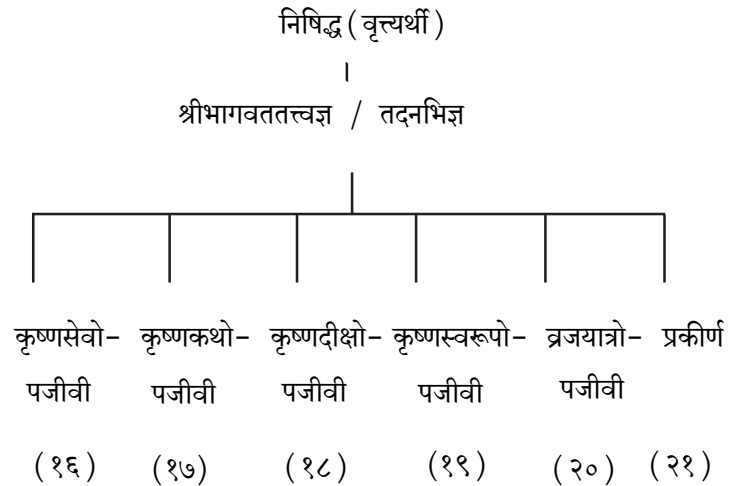 निषिद्ध ( वृत्त्यर्थी )
।
श्रीभागवततत्त्वज्ञ / तदनभिज्ञ
कृष्णसेवो- कृष्णकथो- कृष्णदीक्षो- कृष्णस्वरूपो- व्रजयात्रो- प्रकीर्ण
पजीवी पजीवी पजीवी पजीवी पजीवी
(१६) (१७) (१८) (१९) (२०) (२१)